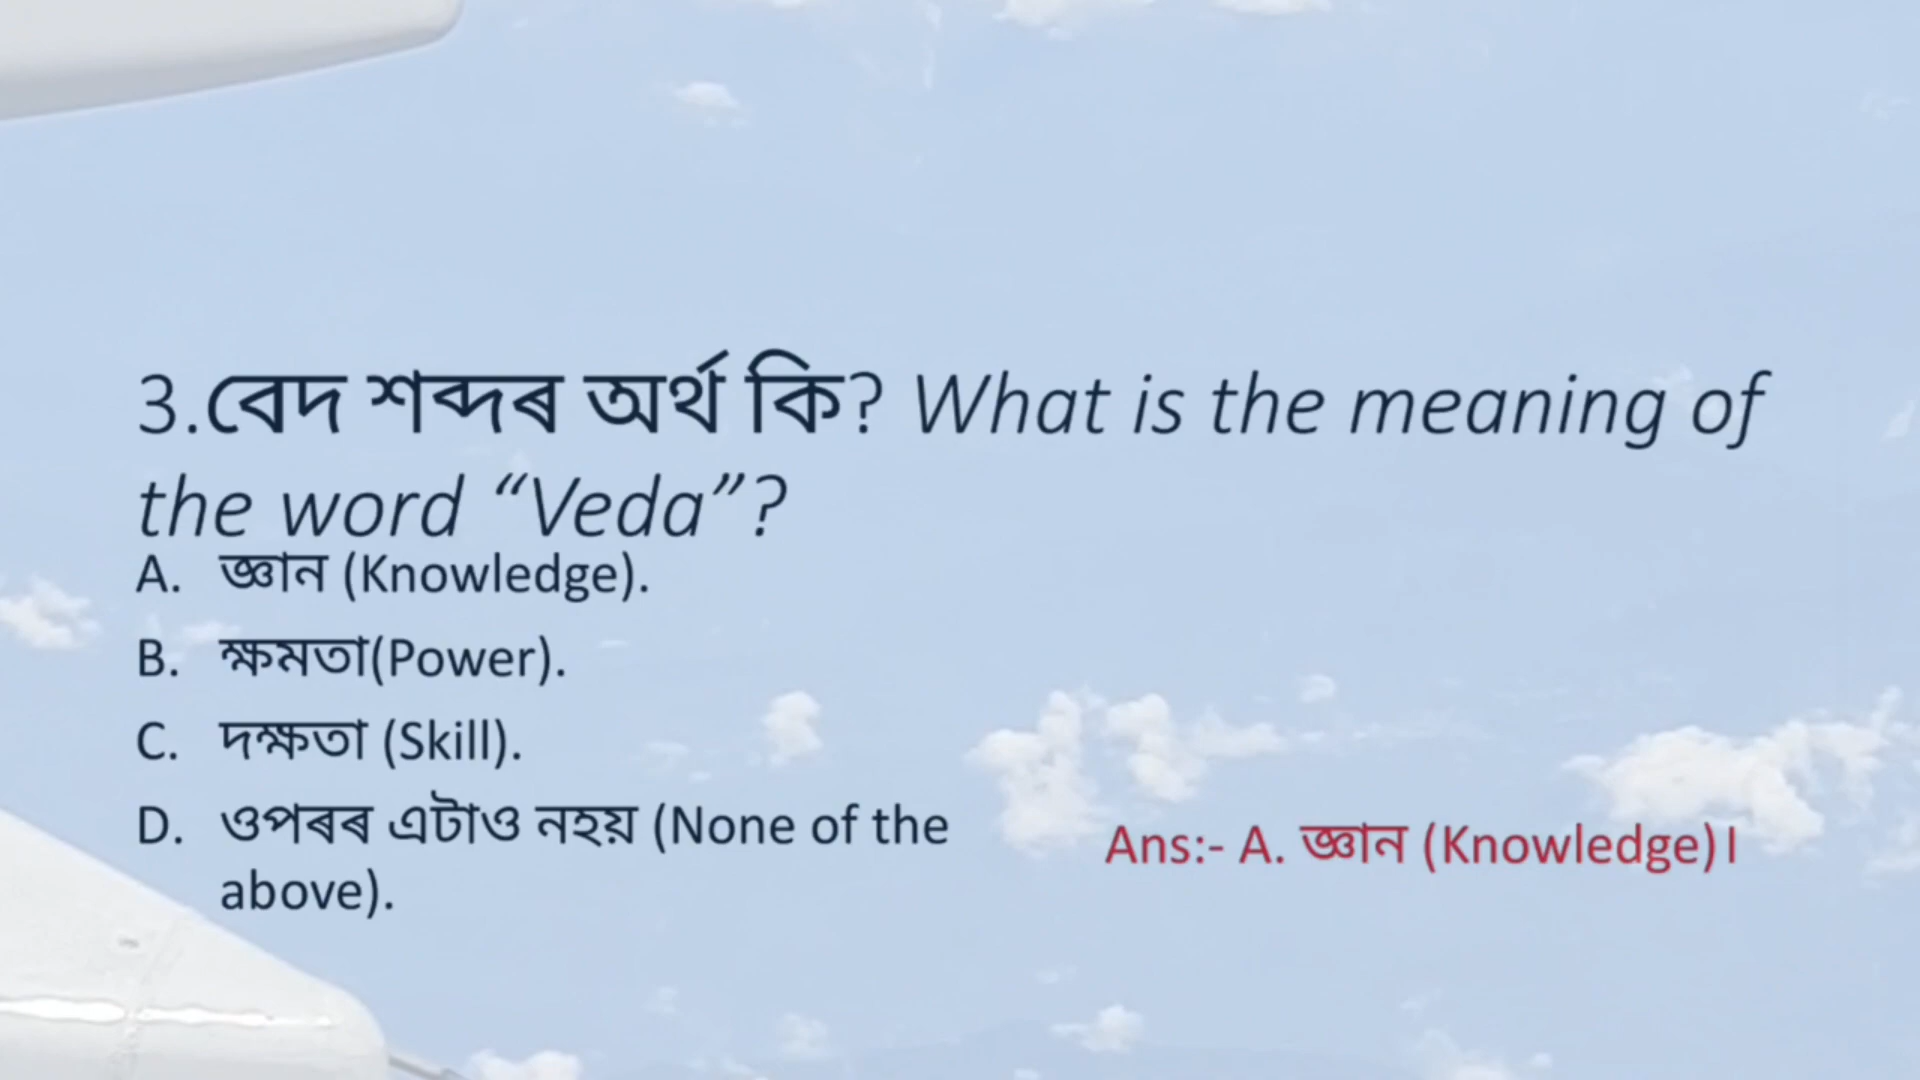 3.বেদ শব্দৰ অৰ্থ কি? What is the meaning of
the word “Veda”?
A. জ্ঞান (Knowledge).
B. ক্ষমতা(Power).
C. দক্ষতা (Skill).
D. ওপৰৰ এটাও নহয় (None of the
above).
Ans:- A. জ্ঞান (Knowledge)।